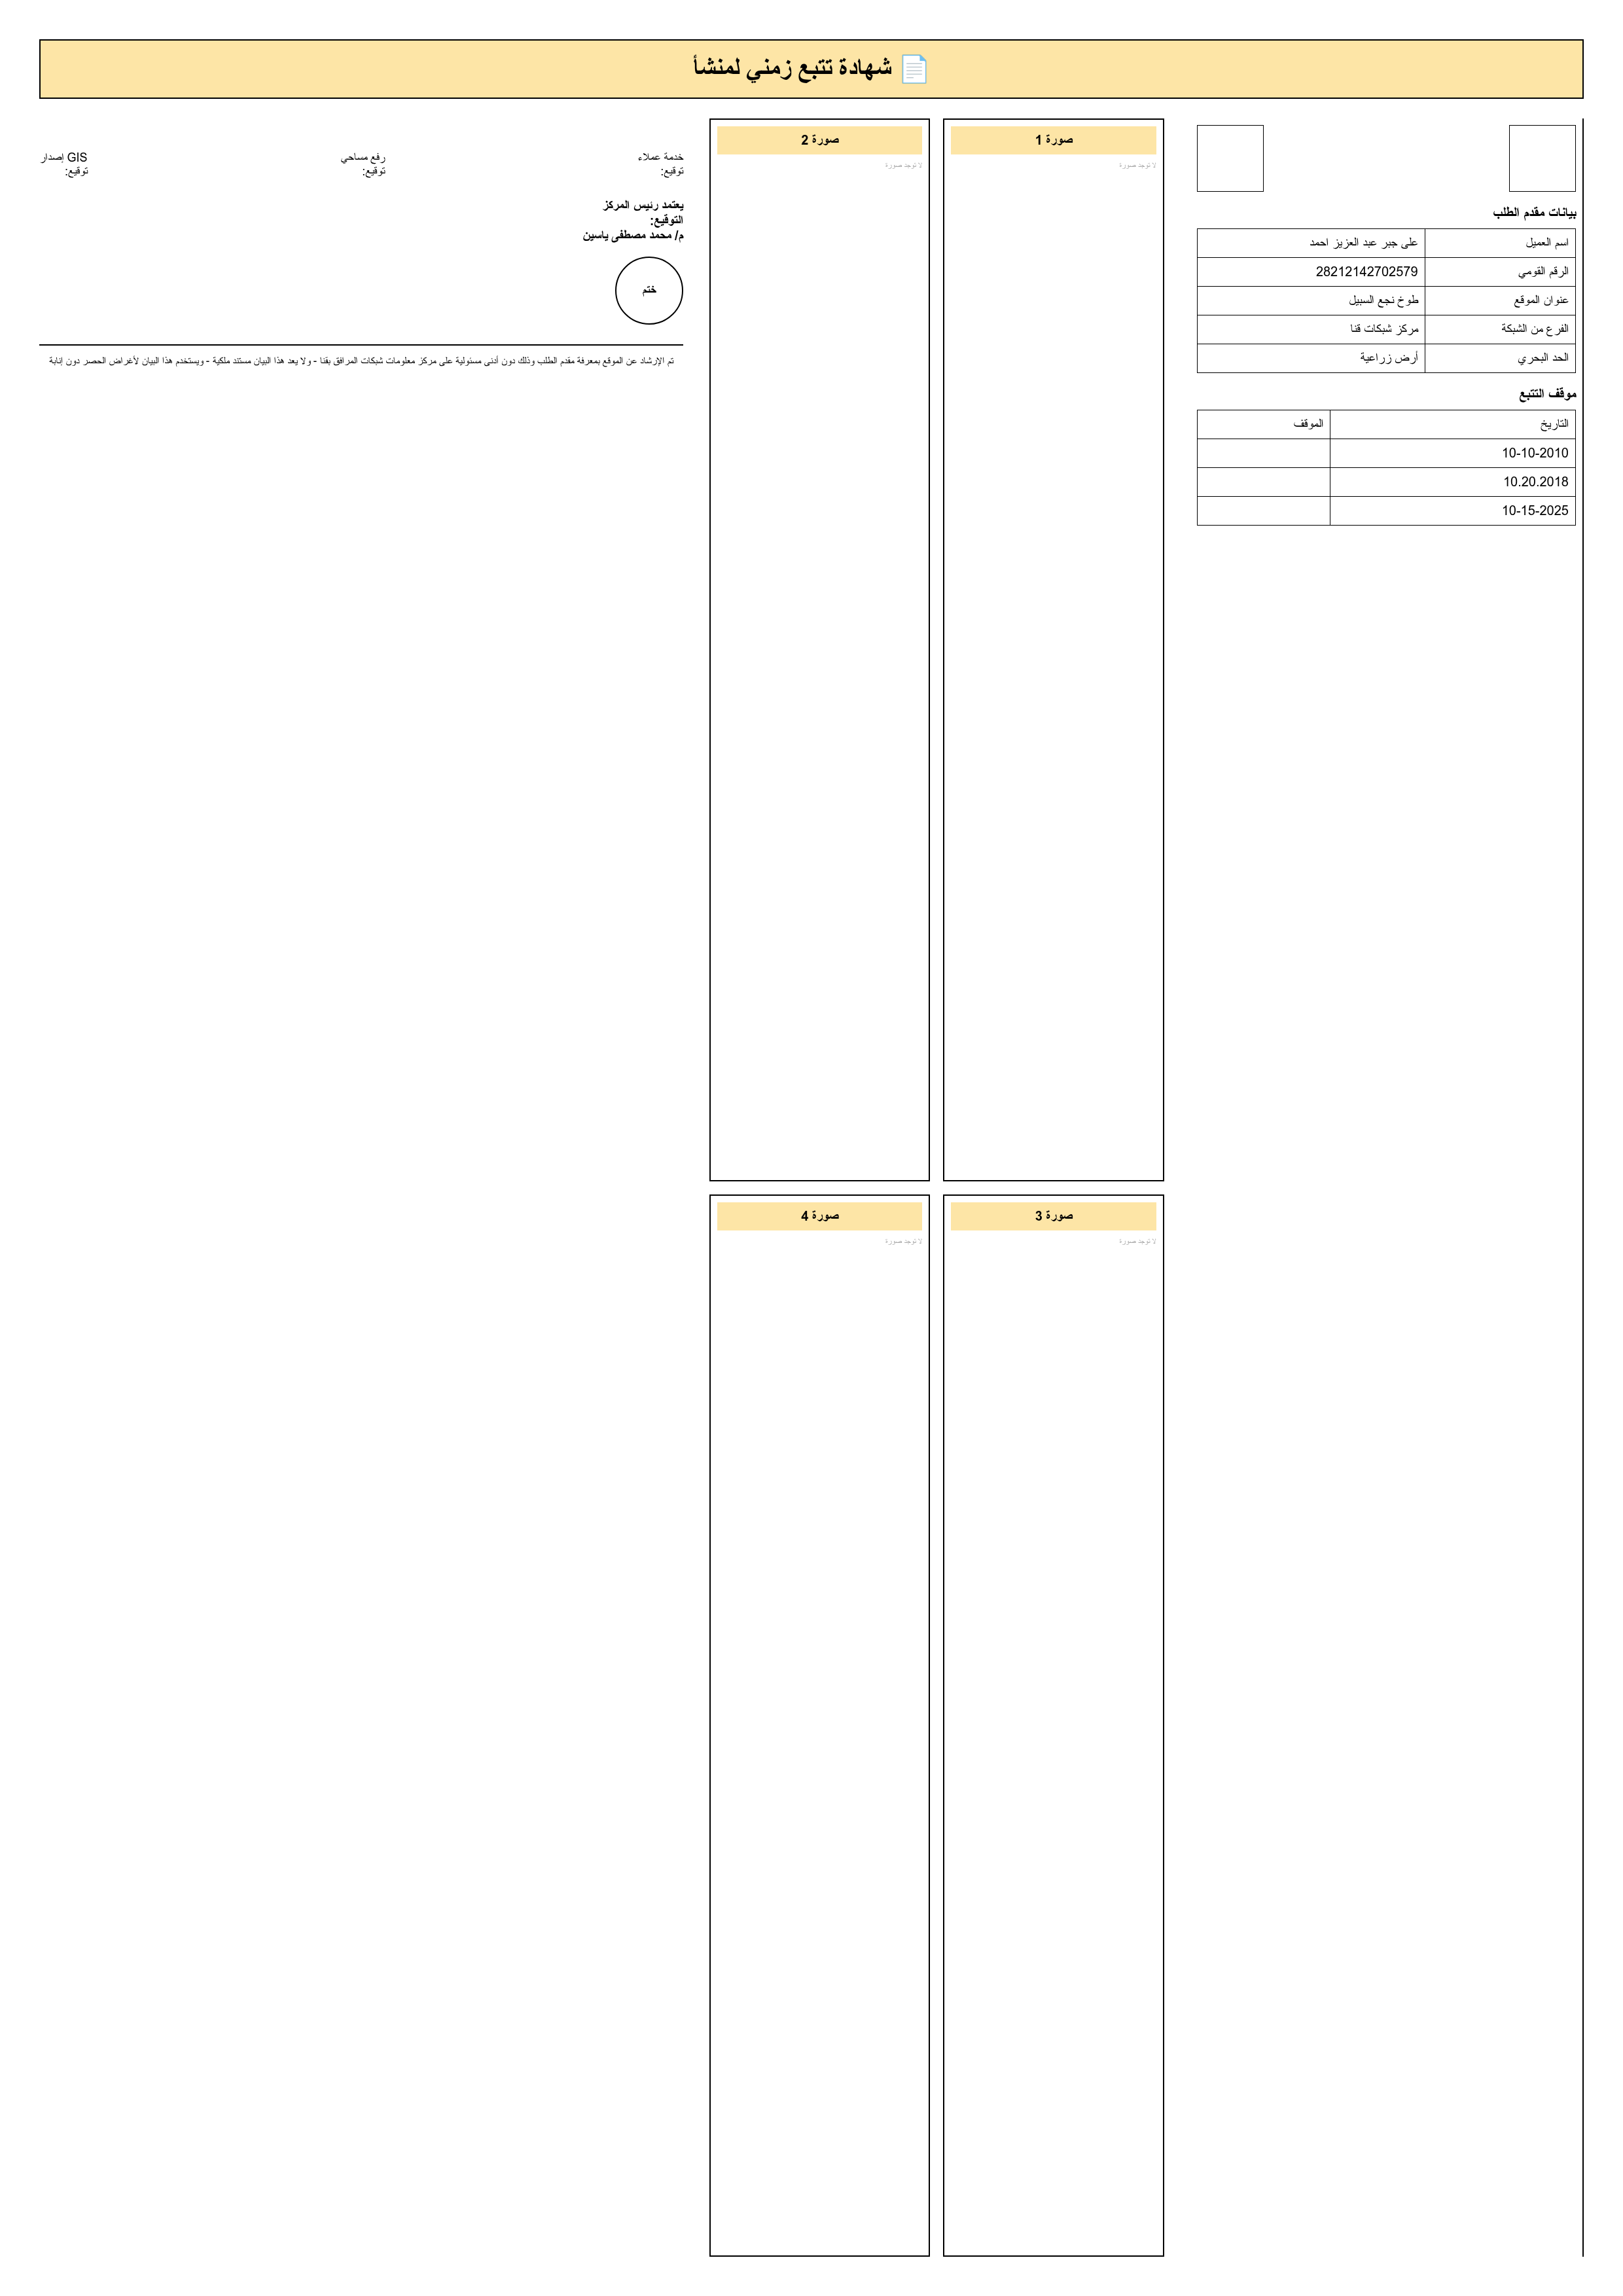 شهادة تتبع زمني لمنشأ
بيانات مقدم الطلب
اسم العميل على جبر عبد العزيز احمد
الرقم القومي 28212142702579
عنوان الموقع طوخ نجع السبيل
الفرع من الشبكة مركز شبكات قنا
الحد البحري أرض زراعية
موقف التتبع
التاريخ الموقف
10-10-2010
10.20.2018
10-15-2025
صورة 1
لا توجد صورة
صورة 2
لا توجد صورة
صورة 3
لا توجد صورة
صورة 4
لا توجد صورة
خدمة عملاء
توقيع:
رفع مساحي
توقيع:
GIS إصدار
توقيع:
يعتمد رئيس المركز
التوقيع:
م/ محمد مصطفى ياسين
ختم
تم الإرشاد عن الموقع بمعرفة مقدم الطلب وذلك دون أدنى مسئولية على مركز معلومات شبكات المرافق بقنا - ولا يعد هذا البيان مستند ملكية - ويستخدم هذا البيان لأغراض الحصر دون إنابة